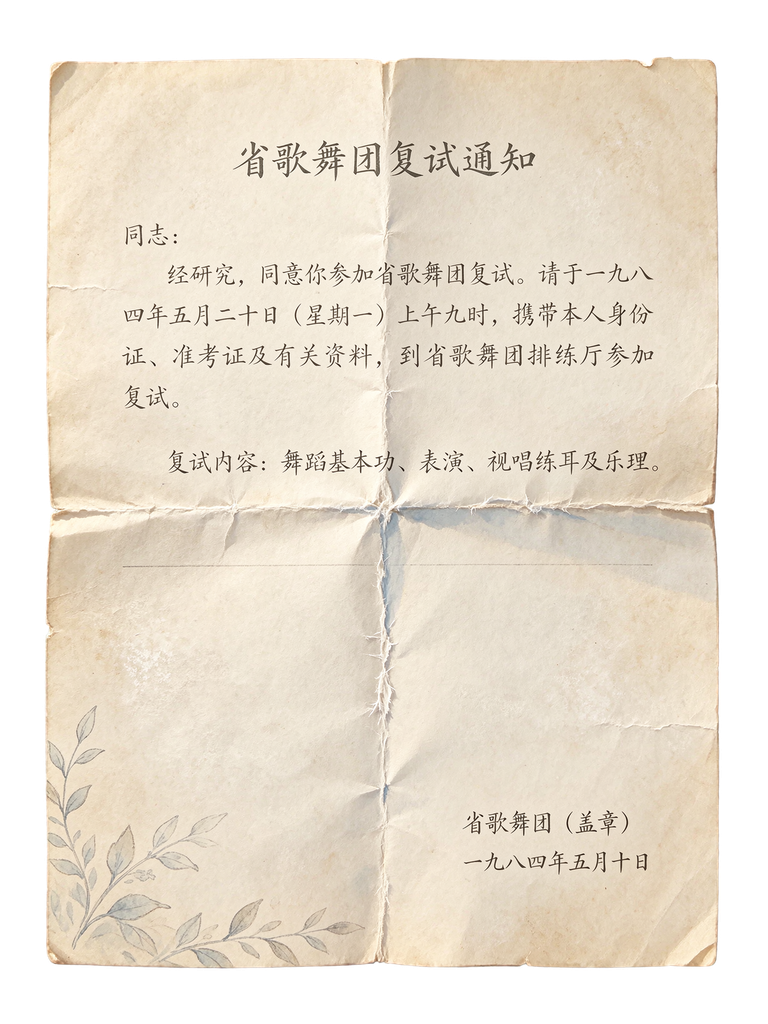 省歌舞团复试通知
同志：
经研究，同意你参加省歌舞团复试。请于一九八
四年五月二十日（星期一）上午九时，携带本人身份
证、准考证及有关资料，到省歌舞团排练厅参加
复试。
复试内容：舞蹈基本功、表演、视唱练耳及乐理。
省歌舞团（盖章）
一九八四年五月十日